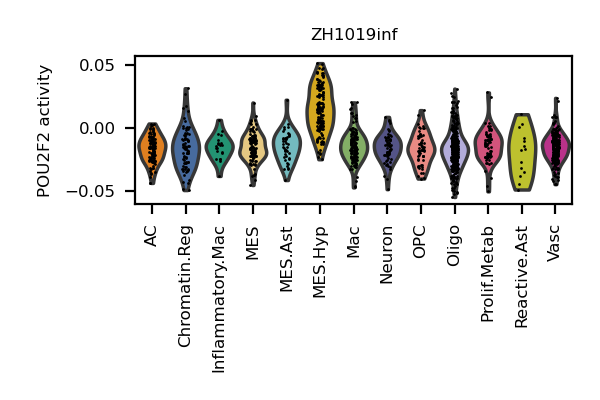 ZH1019inf
POU2F2 activity
0.05
0.00
−0.05
AC
Chromatin.Reg
Inflammatory.Mac
MES
MES.Ast
MES.Hyp
Mac
Neuron
OPC
Oligo
Prolif.Metab
Reactive.Ast
Vasc